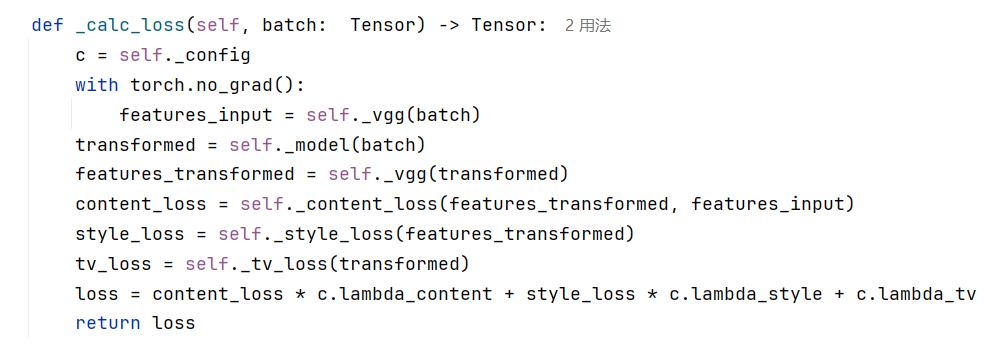 def _calc_loss(self, batch: Tensor) -> Tensor: 2 用法
    c = self._config
    with torch.no_grad():
        features_input = self._vgg(batch)
    transformed = self._model(batch)
    features_transformed = self._vgg(transformed)
    content_loss = self._content_loss(features_transformed, features_input)
    style_loss = self._style_loss(features_transformed)
    tv_loss = self._tv_loss(transformed)
    loss = content_loss * c.lambda_content + style_loss * c.lambda_style + c.lambda_tv
    return loss